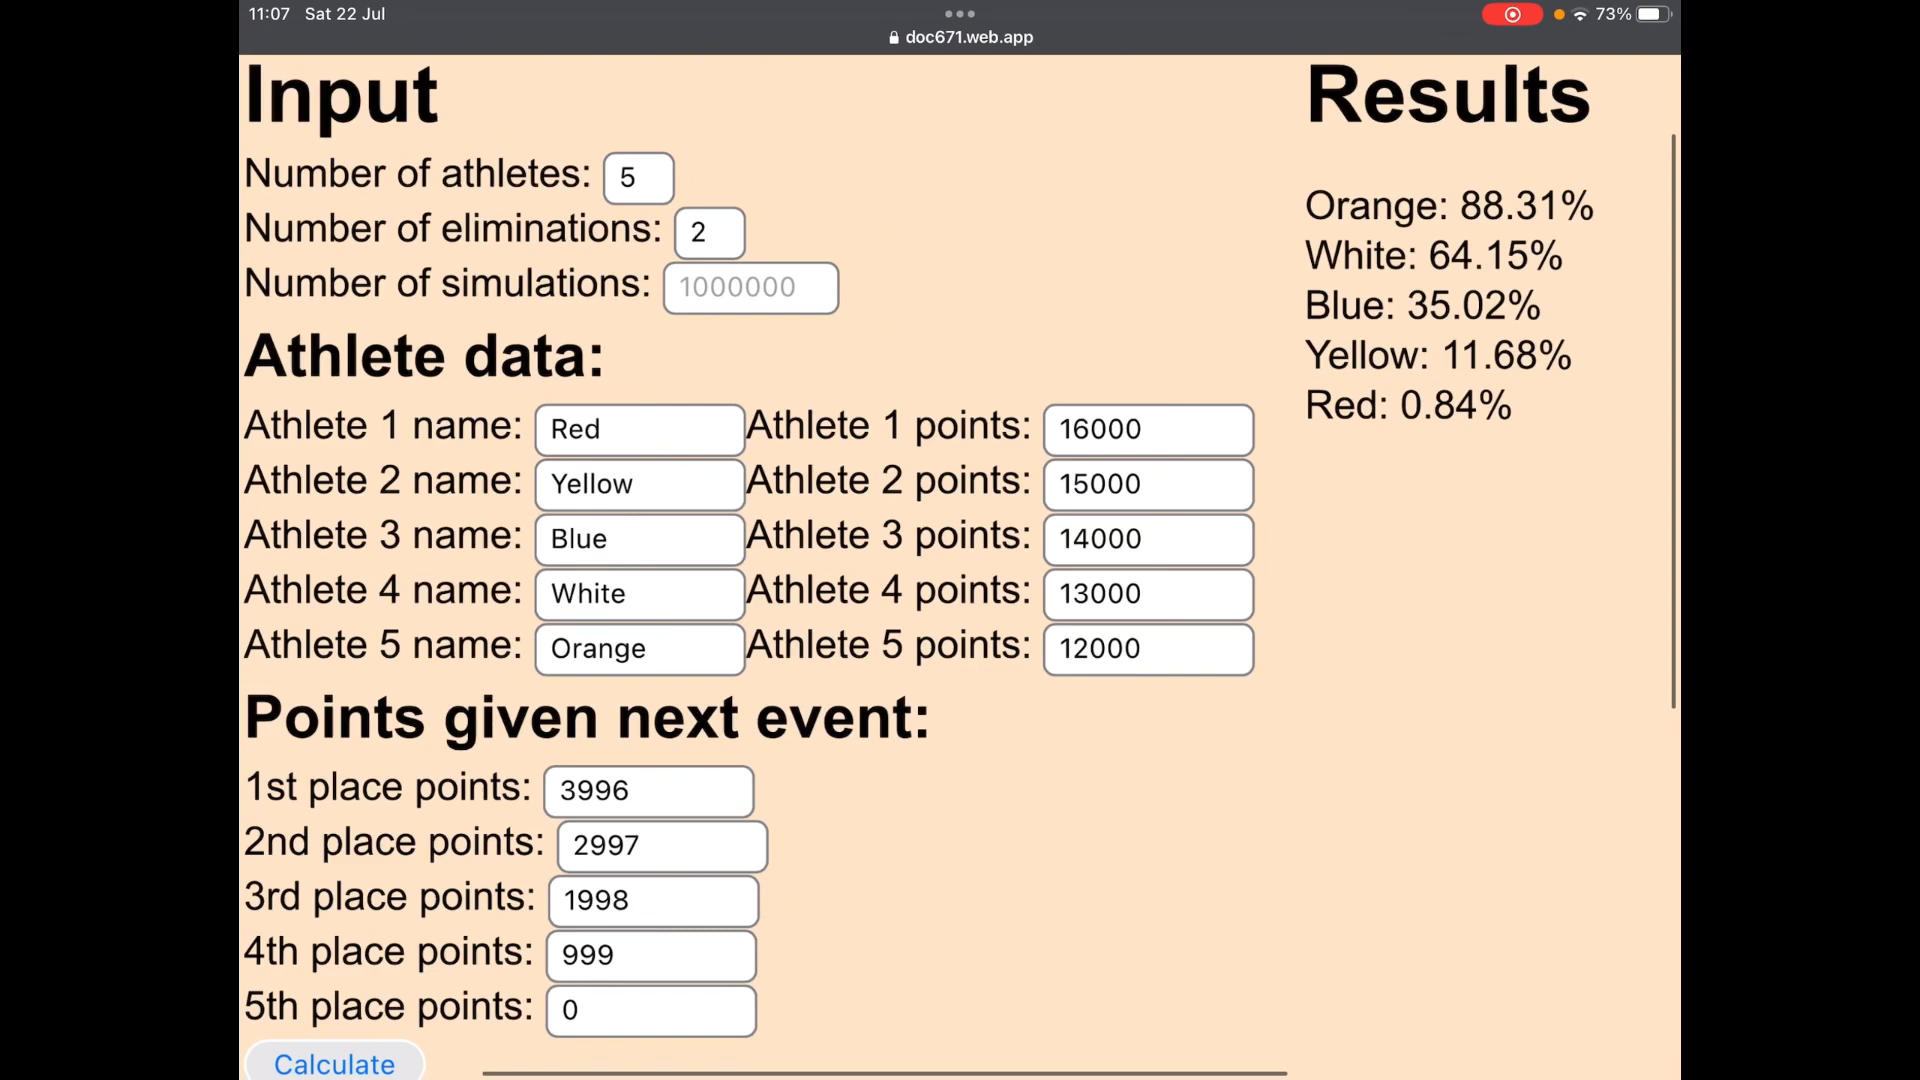 11:07 Sat 22 Jul
73%
doc671.web.app
Input
Number of athletes: 5
Number of eliminations: 2
Number of simulations: 1000000
Athlete data:
Athlete 1 name: Red Athlete 1 points: 16000
Athlete 2 name: Yellow Athlete 2 points: 15000
Athlete 3 name: Blue Athlete 3 points: 14000
Athlete 4 name: White Athlete 4 points: 13000
Athlete 5 name: Orange Athlete 5 points: 12000
Points given next event:
1st place points: 3996
2nd place points: 2997
3rd place points: 1998
4th place points: 999
5th place points: 0
Calculate
Results
Orange: 88.31%
White: 64.15%
Blue: 35.02%
Yellow: 11.68%
Red: 0.84%